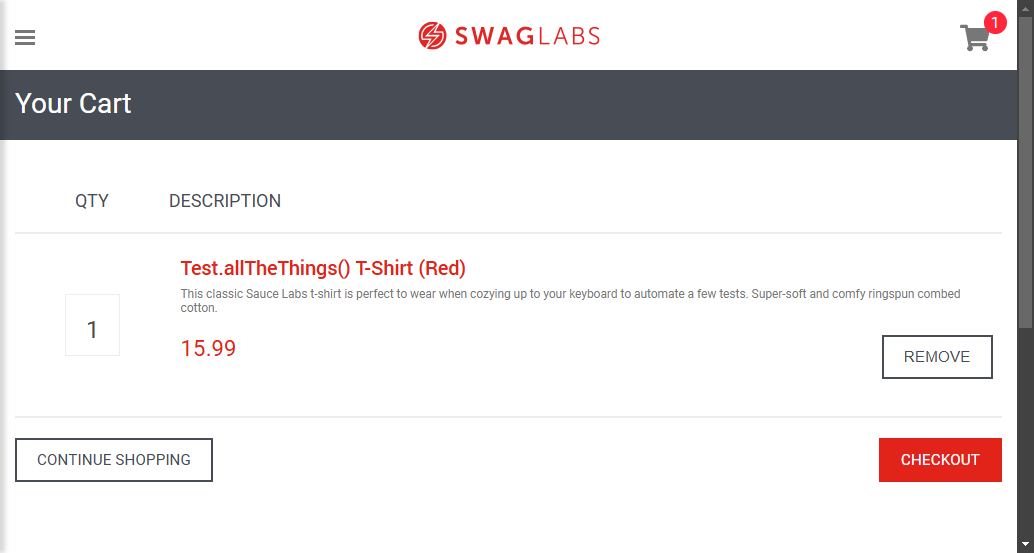 SWAGLABS
1
Your Cart
QTY DESCRIPTION
Test.allTheThings() T-Shirt (Red)
This classic Sauce Labs t-shirt is perfect to wear when cozying up to your keyboard to automate a few tests. Super-soft and comfy ringspun combed
cotton.
1
15.99
REMOVE
CONTINUE SHOPPING
CHECKOUT